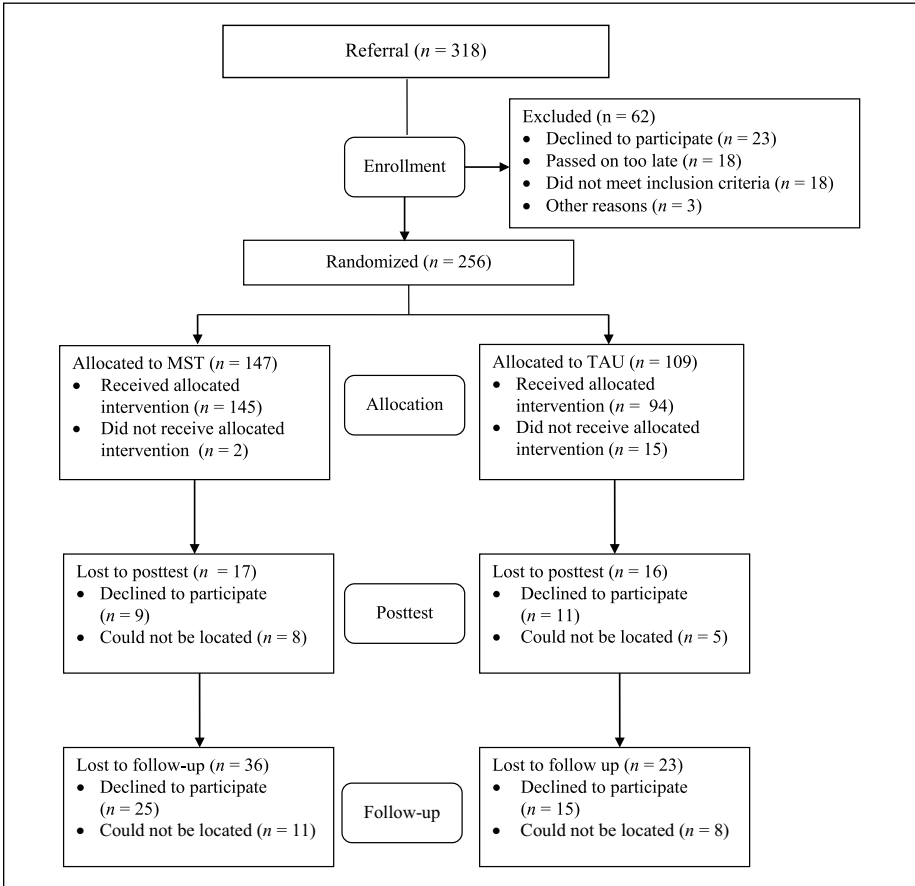 Referral (n = 318)
Excluded (n = 62)
• Declined to participate (n = 23)
• Passed on too late (n = 18)
• Did not meet inclusion criteria (n = 18)
• Other reasons (n = 3)
Enrollment
Randomized (n = 256)
Allocated to MST (n = 147)
• Received allocated
intervention (n = 145)
• Did not receive allocated
intervention (n = 2)
Allocation
Allocated to TAU (n = 109)
• Received allocated
intervention (n = 94)
• Did not receive allocated
intervention (n = 15)
Lost to posttest (n = 17)
• Declined to participate
(n = 9)
• Could not be located (n = 8)
Posttest
Lost to posttest (n = 16)
• Declined to participate
(n = 11)
• Could not be located (n = 5)
Lost to follow-up (n = 36)
• Declined to participate
(n = 25)
• Could not be located (n = 11)
Follow-up
Lost to follow up (n = 23)
• Declined to participate
(n = 15)
• Could not be located (n = 8)